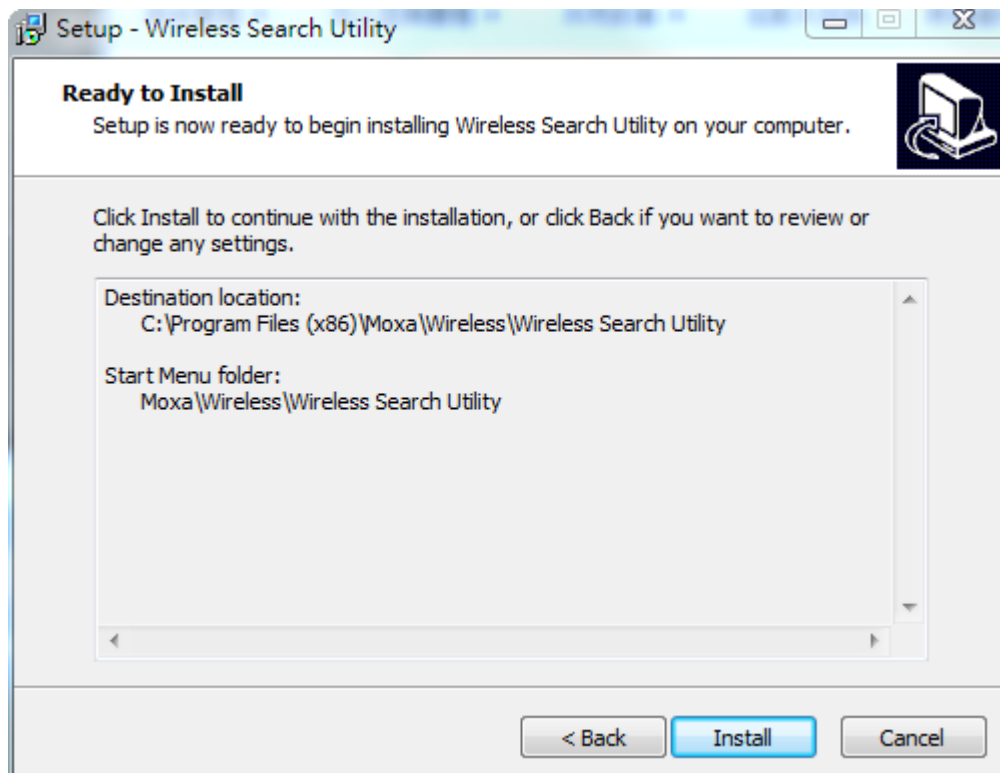 Setup - Wireless Search Utility
Ready to Install
Setup is now ready to begin installing Wireless Search Utility on your computer.
Click Install to continue with the installation, or click Back if you want to review or
change any settings.
Destination location:
C:\Program Files (x86)\Moxa\Wireless\Wireless Search Utility
Start Menu folder:
Moxa\Wireless\Wireless Search Utility
< Back Install Cancel